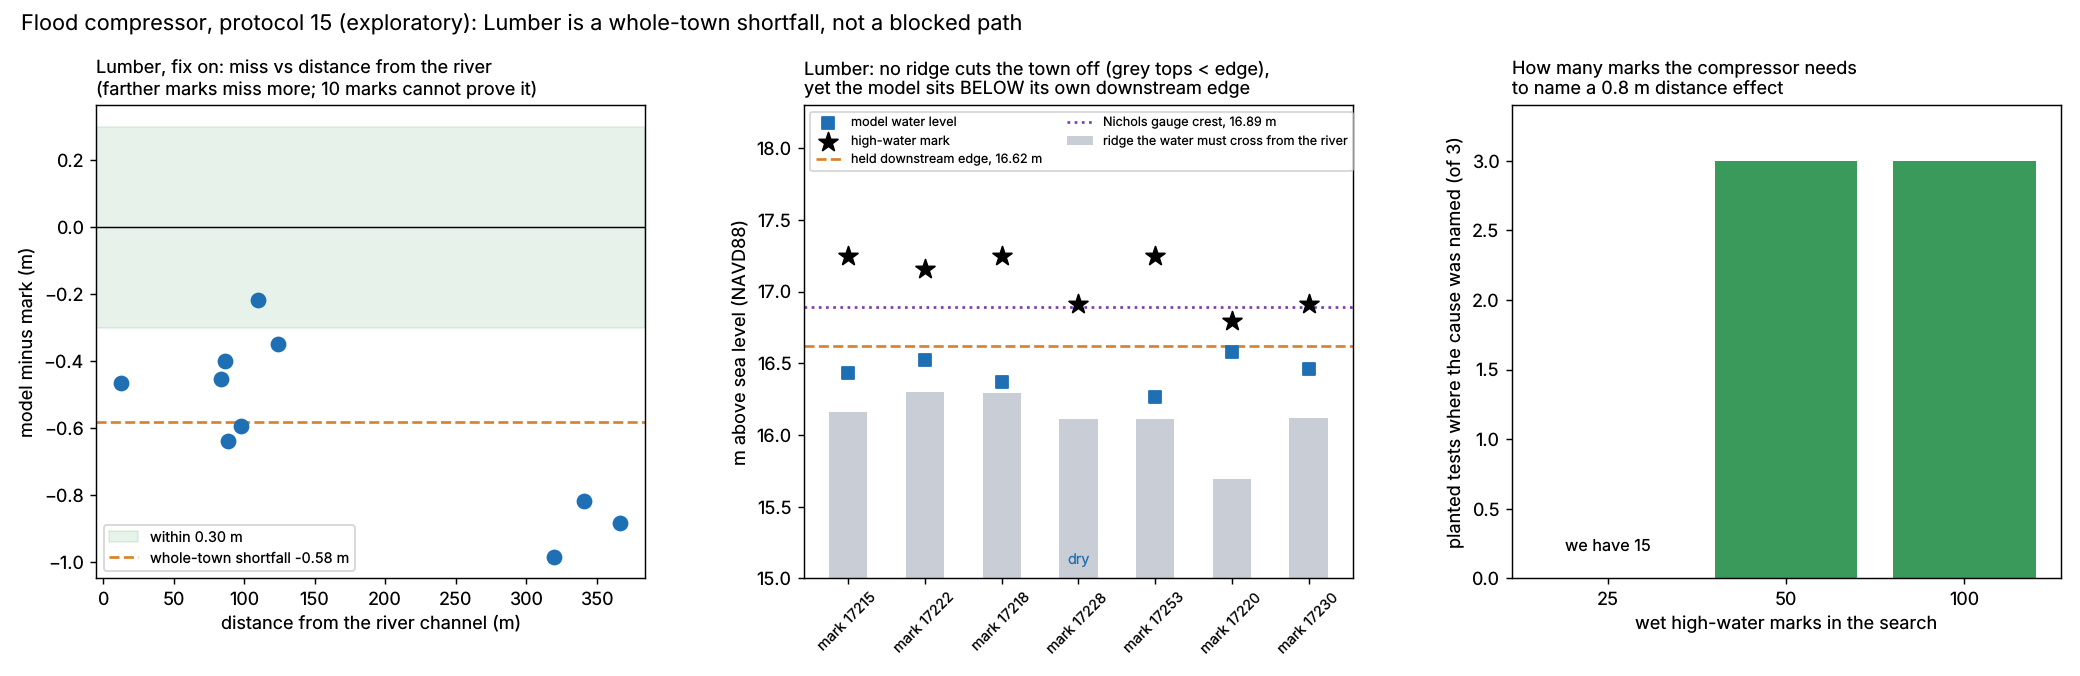 Flood compressor, protocol 15 (exploratory): Lumber is a whole-town shortfall, not a blocked path
Lumber, fix on: miss vs distance from the river
(farther marks miss more; 10 marks cannot prove it)
model minus mark (m)
0.2
0.0
−0.2
−0.4
−0.6
−0.8
−1.0
within 0.30 m
whole-town shortfall -0.58 m
0
50
100
150
200
250
300
350
distance from the river channel (m)
Lumber: no ridge cuts the town off (grey tops < edge),
yet the model sits BELOW its own downstream edge
m above sea level (NAVD88)
model water level
high-water mark
held downstream edge, 16.62 m
Nichols gauge crest, 16.89 m
ridge the water must cross from the river
18.0
17.5
17.0
16.5
16.0
15.5
15.0
dry
mark 17215
mark 17222
mark 17218
mark 17228
mark 17253
mark 17220
mark 17230
How many marks the compressor needs
to name a 0.8 m distance effect
planted tests where the cause was named (of 3)
3.0
2.5
2.0
1.5
1.0
0.5
0.0
we have 15
25
50
100
wet high-water marks in the search